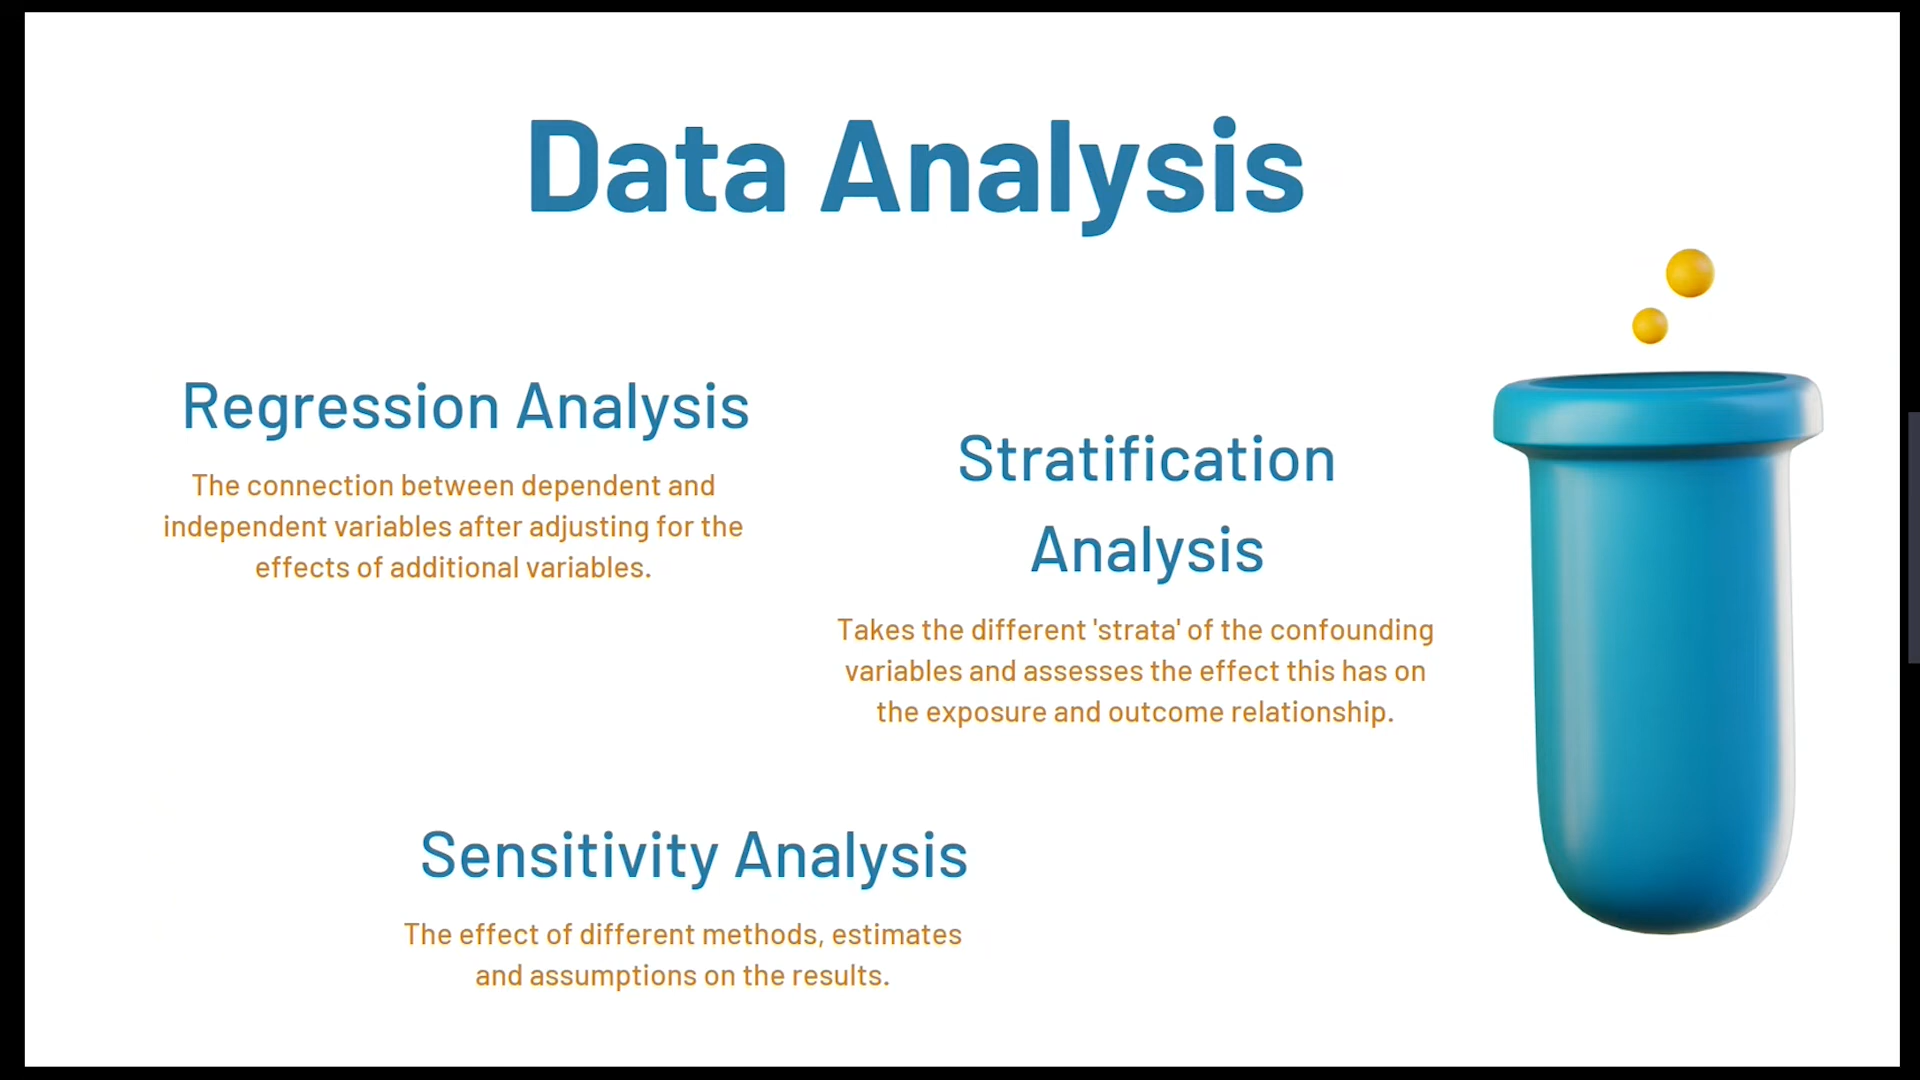 Data Analysis
Regression Analysis
The connection between dependent and
independent variables after adjusting for the
effects of additional variables.
Stratification
Analysis
Takes the different 'strata' of the confounding
variables and assesses the effect this has on
the exposure and outcome relationship.
Sensitivity Analysis
The effect of different methods, estimates
and assumptions on the results.